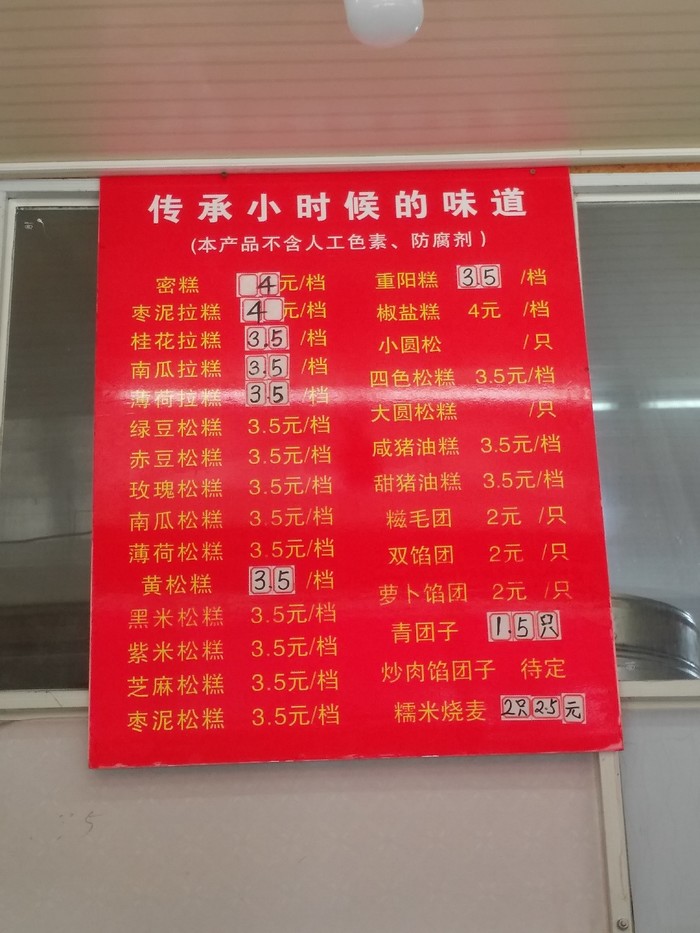 传承小时候的味道
(本产品不含人工色素、防腐剂)
密糕 4元/档
枣泥拉糕 4元/档
桂花拉糕 3.5 /档
南瓜拉糕 3.5 /档
薄荷拉糕 3.5 /档
绿豆松糕 3.5元/档
赤豆松糕 3.5元/档
玫瑰松糕 3.5元/档
南瓜松糕 3.5元/档
薄荷松糕 3.5元/档
黄松糕 3.5 /档
黑米松糕 3.5元/档
紫米松糕 3.5元/档
芝麻松糕 3.5元/档
枣泥松糕 3.5元/档
重阳糕 3.5 /档
椒盐糕 4元 /档
小圆松 /只
四色松糕 3.5元/档
大圆松糕 /只
咸猪油糕 3.5元/档
甜猪油糕 3.5元/档
糍毛团 2元 /只
双馅团 2元 /只
萝卜馅团 2元 /只
青团子 1.5只
炒肉馅团子 待定
糯米烧麦 2只2.5元